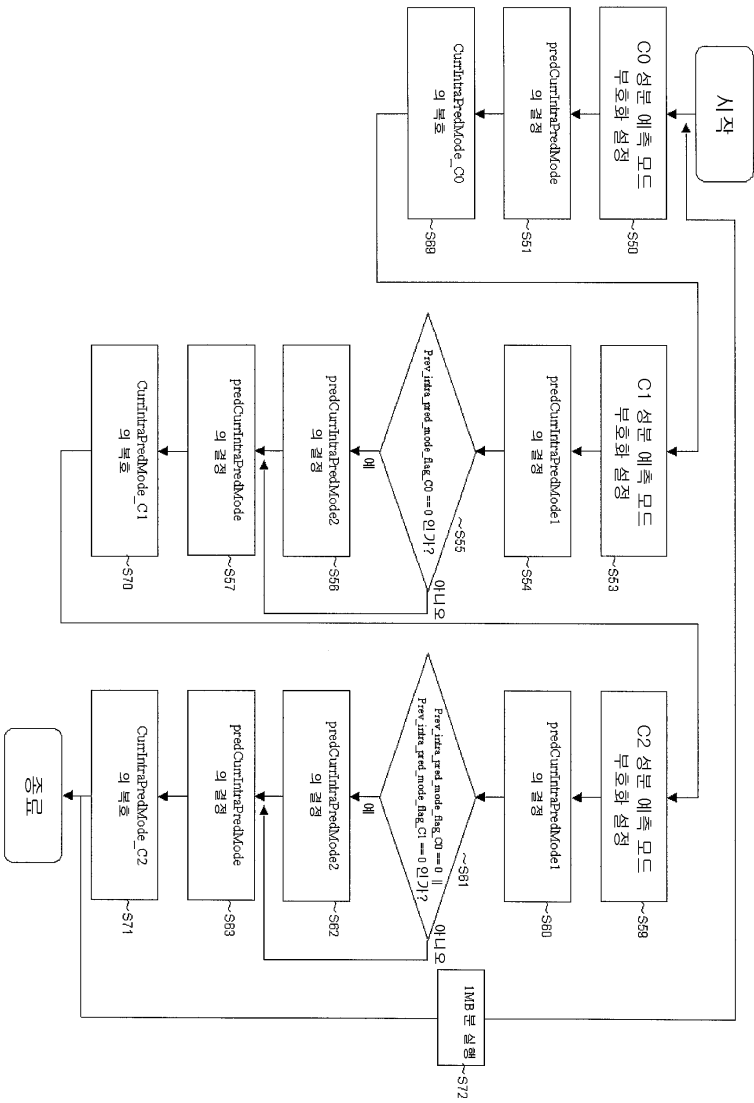 시작
C0 성분 예측 모드
부호화 설정
~S50
predCurrIntraPredMode
의 결정
~S51
CurrIntraPredMode_C0
의 복호
~S69
C1 성분 예측 모드
부호화 설정
~S53
predCurrIntraPredMode1
의 결정
~S54
Prev_intra_pred_mode_flag_C0 == 0 인가?
~S55
아니오
예
predCurrIntraPredMode2
의 결정
~S56
predCurrIntraPredMode
의 결정
~S57
CurrIntraPredMode_C1
의 복호
~S70
C2 성분 예측 모드
부호화 설정
~S59
predCurrIntraPredMode1
의 결정
~S60
Prev_intra_pred_mode_flag_C0 == 0 ||
Prev_intra_pred_mode_flag_C1 == 0 인가?
~S61
아니오
예
predCurrIntraPredMode2
의 결정
~S62
predCurrIntraPredMode
의 결정
~S63
CurrIntraPredMode_C2
의 복호
~S71
1MB 분 실행
~S72
종료